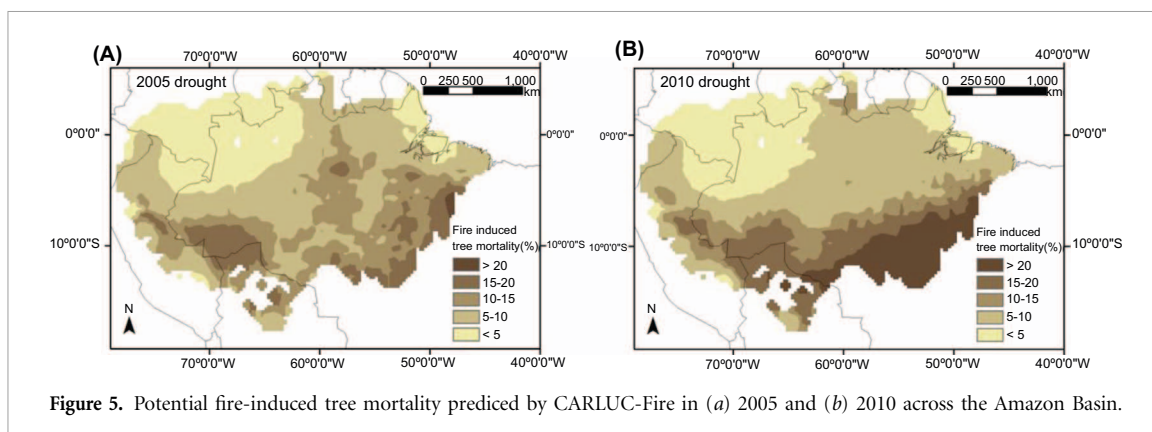 (A)
70º0'0"W 60º0'0"W 50º0'0"W 40º0'0"W
2005 drought
0 250 500 1,000
km
0º0'0" 0º0'0"
10º0'0"S 10º0'0"S
Fire induced
tree mortality(%)
> 20
15-20
10-15
5-10
< 5
N
70º0'0"W 60º0'0"W 50º0'0"W 40º0'0"W
(B)
70º0'0"W 60º0'0"W 50º0'0"W 40º0'0"W
2010 drought
0 250 500 1,000
km
0º0'0" 0º0'0"
10º0'0"S 10º0'0"S
Fire induced
tree mortality(%)
> 20
15-20
10-15
5-10
< 5
N
70º0'0"W 60º0'0"W 50º0'0"W 40º0'0"W
Figure 5. Potential fire-induced tree mortality prediced by CARLUC-Fire in (a) 2005 and (b) 2010 across the Amazon Basin.